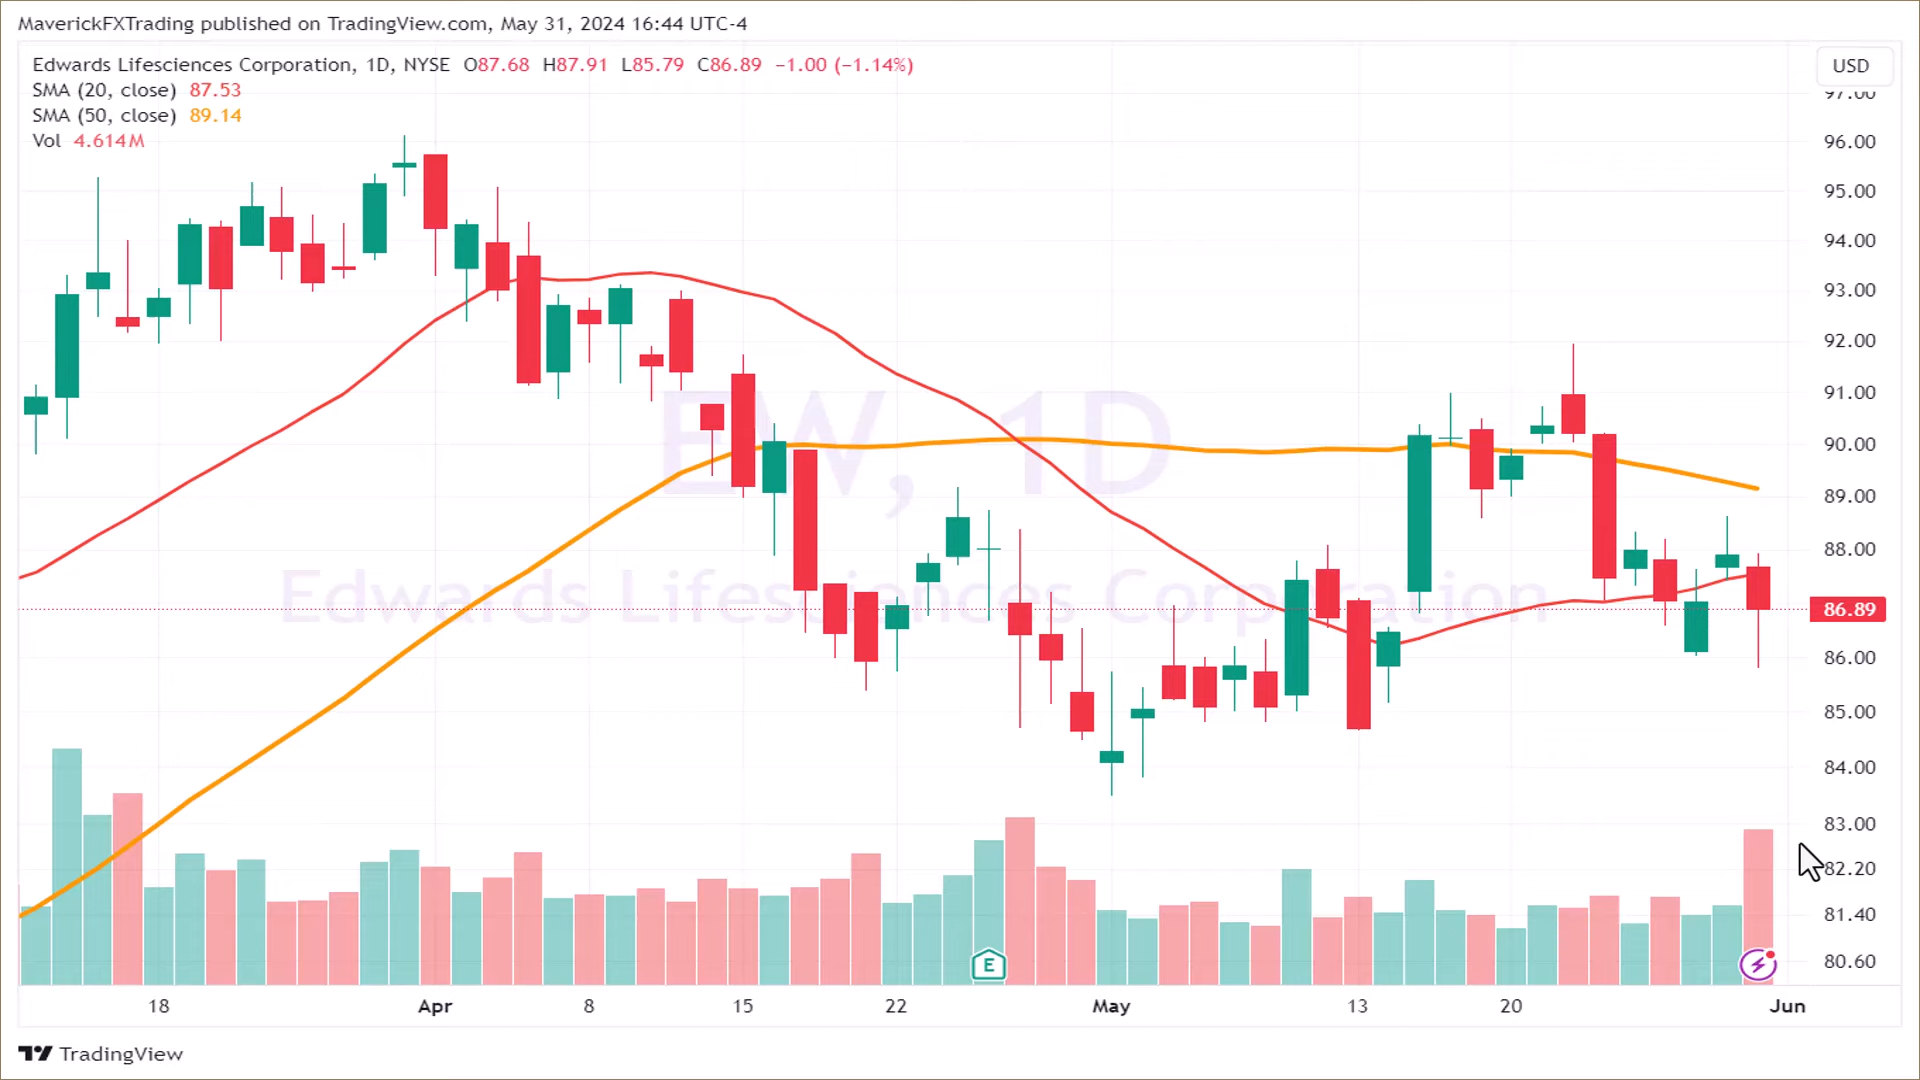 MaverickFXTrading published on TradingView.com, May 31, 2024 16:44 UTC-4
Edwards Lifesciences Corporation, 1D, NYSE O87.68 H87.91 L85.79 C86.89 −1.00 (−1.14%)
USD
SMA (20, close) 87.53
97.00
SMA (50, close) 89.14
Vol 4.614M
96.00
95.00
94.00
93.00
92.00
91.00
EW, 1D
90.00
89.00
88.00
Edwards Lifesciences Corporation
86.89
86.00
85.00
84.00
83.00
82.20
81.40
E
80.60
18 Apr 8 15 22 May 13 20 Jun
TradingView